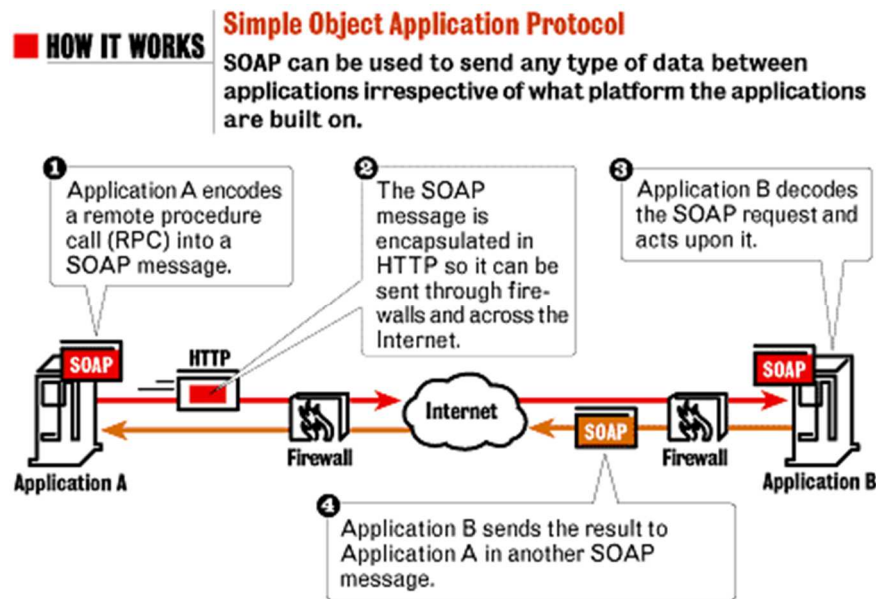 HOW IT WORKS
Simple Object Application Protocol
SOAP can be used to send any type of data between
applications irrespective of what platform the applications
are built on.
1
Application A encodes
a remote procedure
call (RPC) into a
SOAP message.
2
The SOAP
message is
encapsulated in
HTTP so it can be
sent through fire-
walls and across the
Internet.
3
Application B decodes
the SOAP request and
acts upon it.
SOAP
HTTP
SOAP
Internet
SOAP
Firewall
Firewall
Application A
Application B
4
Application B sends the result to
Application A in another SOAP
message.